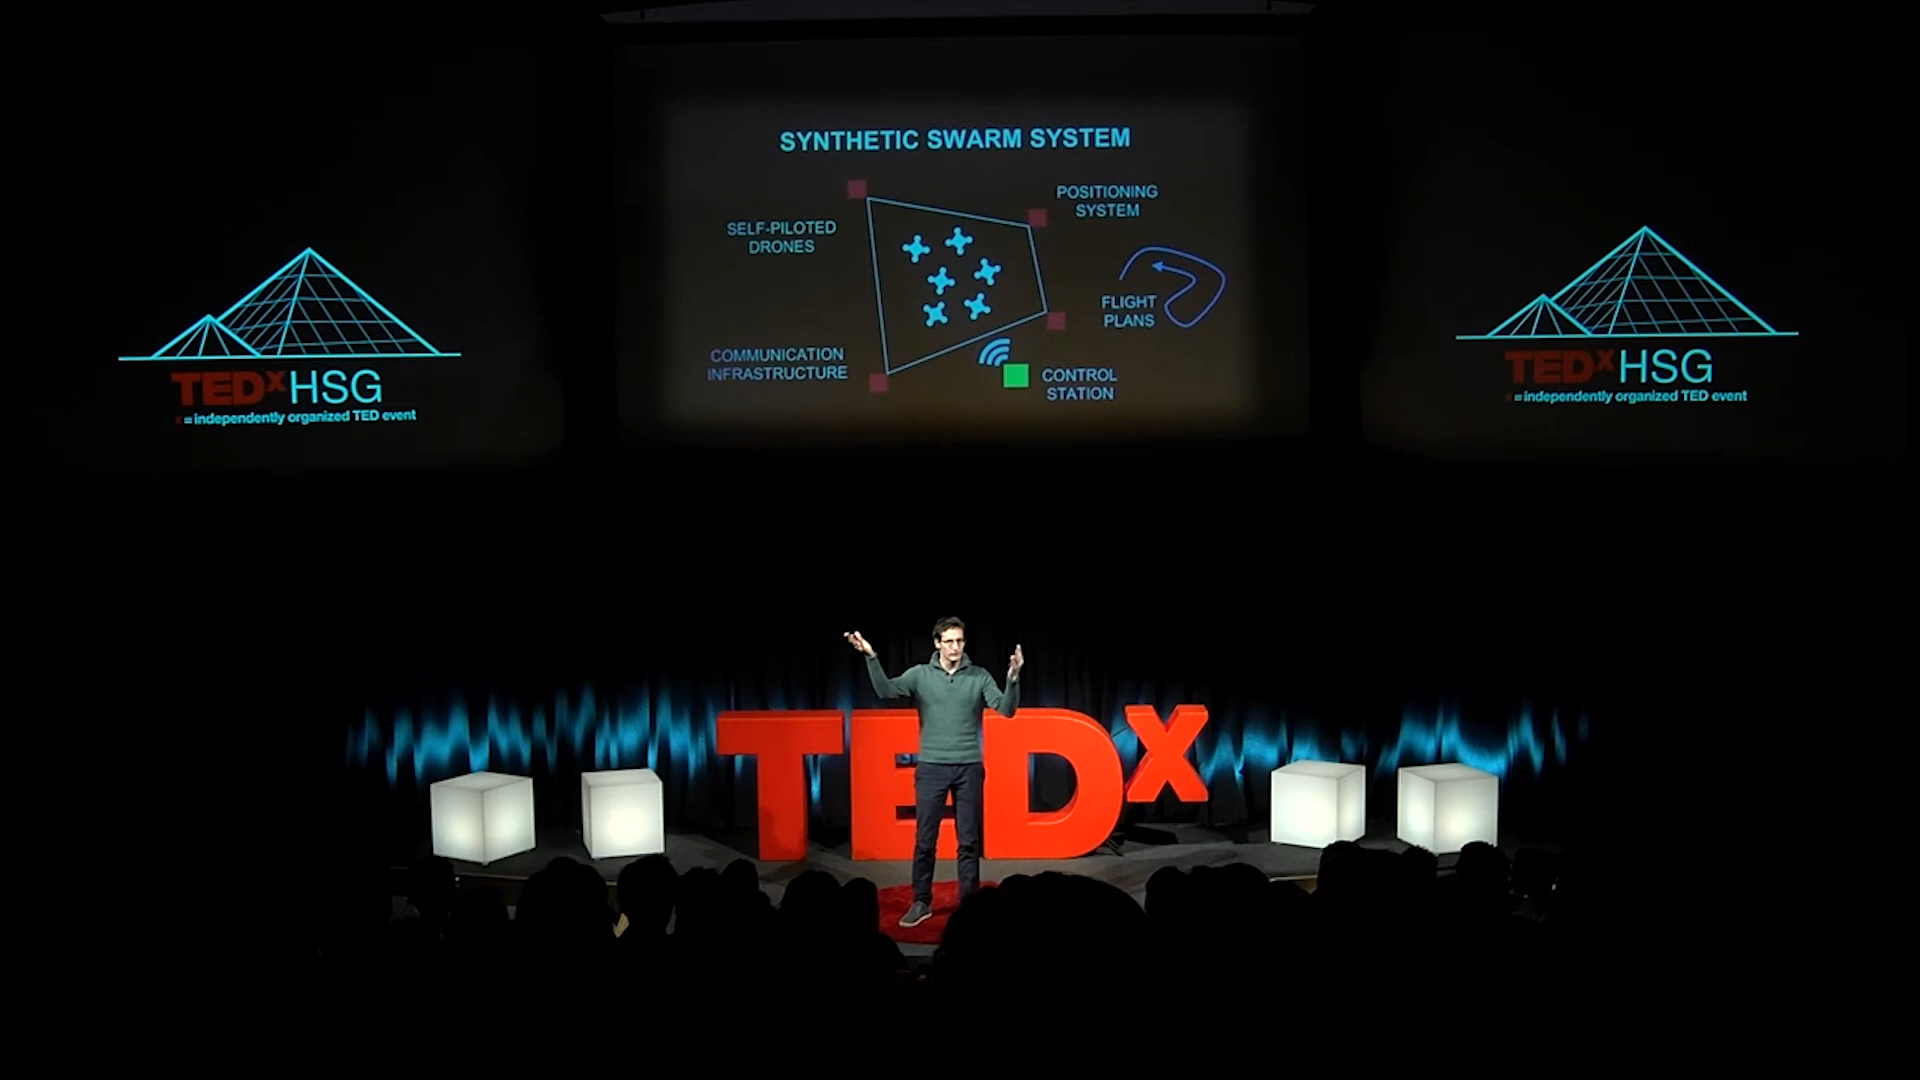 SYNTHETIC SWARM SYSTEM
POSITIONING
SYSTEM
SELF-PILOTED
DRONES
FLIGHT
PLANS
COMMUNICATION
INFRASTRUCTURE
CONTROL
STATION
TEDxHSG
x = independently organized TED event
TEDxHSG
x = independently organized TED event
TEDx